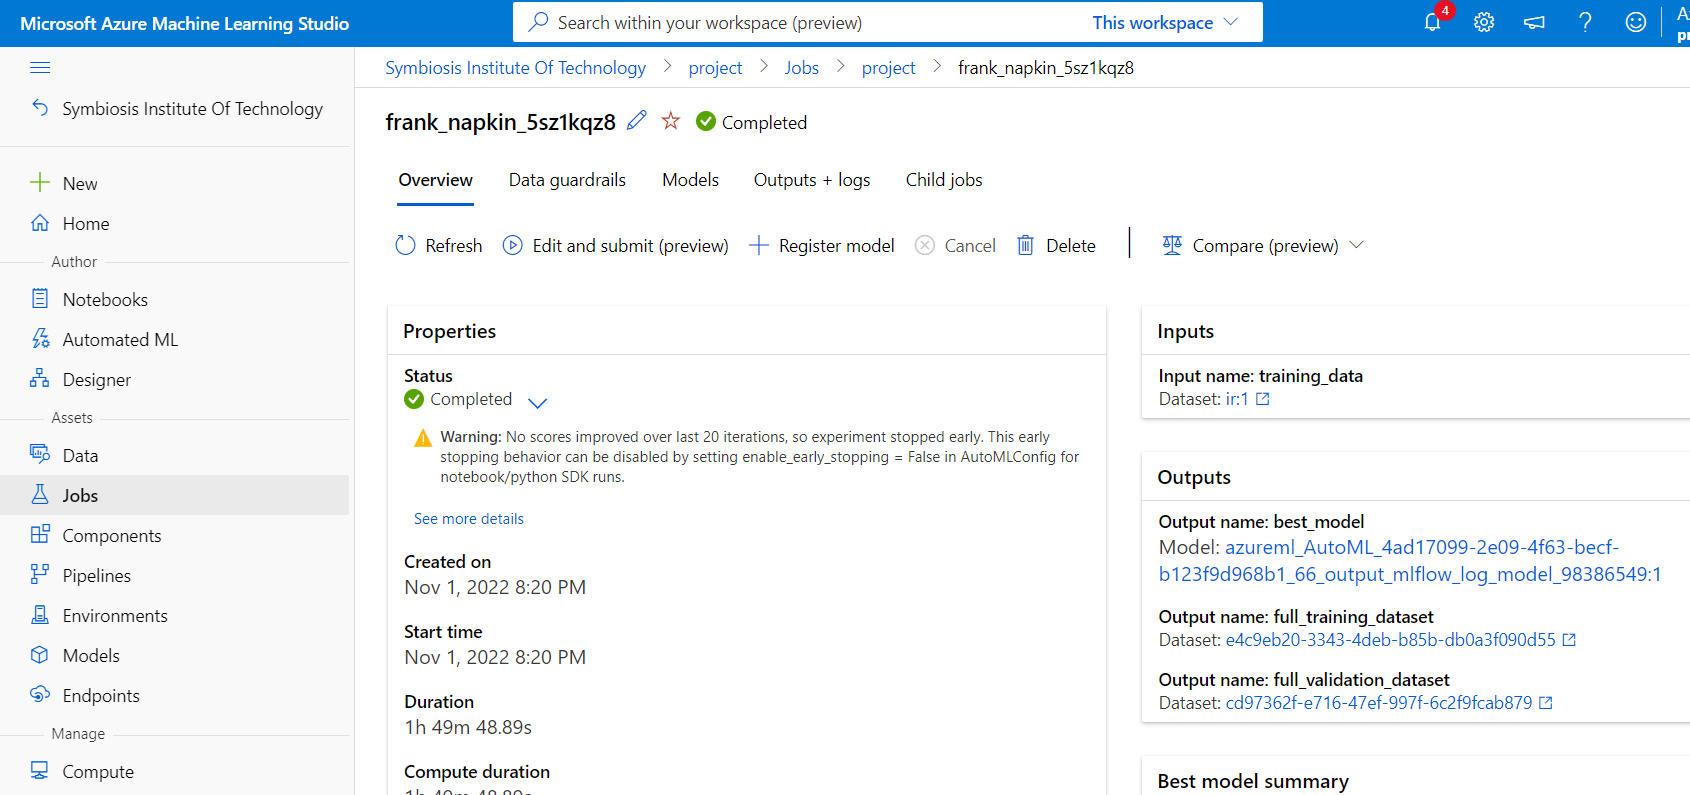 Microsoft Azure Machine Learning Studio
Search within your workspace (preview)
This workspace
4
Symbiosis Institute Of Technology
New
Home
Author
Notebooks
Automated ML
Designer
Assets
Data
Jobs
Components
Pipelines
Environments
Models
Endpoints
Manage
Compute
Symbiosis Institute Of Technology > project > Jobs > project > frank_napkin_5sz1kqz8
frank_napkin_5sz1kqz8 Completed
Overview Data guardrails Models Outputs + logs Child jobs
Refresh Edit and submit (preview) Register model Cancel Delete Compare (preview)
Properties
Status
Completed
Warning: No scores improved over last 20 iterations, so experiment stopped early. This early
stopping behavior can be disabled by setting enable_early_stopping = False in AutoMLConfig for
notebook/python SDK runs.
See more details
Created on
Nov 1, 2022 8:20 PM
Start time
Nov 1, 2022 8:20 PM
Duration
1h 49m 48.89s
Compute duration
1h 49m 48.89s
Inputs
Input name: training_data
Dataset: ir:1
Outputs
Output name: best_model
Model: azureml_AutoML_4ad17099-2e09-4f63-becf-
b123f9d968b1_66_output_mlflow_log_model_98386549:1
Output name: full_training_dataset
Dataset: e4c9eb20-3343-4deb-b85b-db0a3f090d55
Output name: full_validation_dataset
Dataset: cd97362f-e716-47ef-997f-6c2f9fcab879
Best model summary